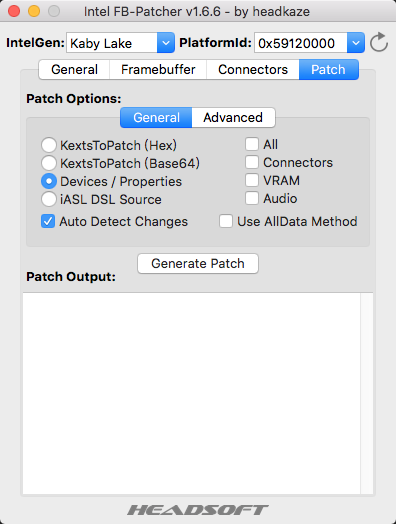 Intel FB-Patcher v1.6.6 - by headkaze
IntelGen: Kaby Lake PlatformId: 0x59120000
General Framebuffer Connectors Patch
Patch Options:
General Advanced
KextsToPatch (Hex) All
KextsToPatch (Base64) Connectors
Devices / Properties VRAM
iASL DSL Source Audio
Auto Detect Changes Use AllData Method
Generate Patch
Patch Output:
HEADSOFT